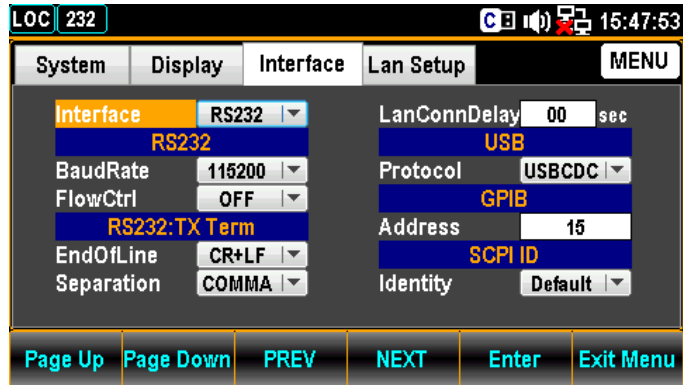 LOC 232 C 15:47:53
System Display Interface Lan Setup MENU
Interface RS232
RS232
BaudRate 115200
FlowCtrl OFF
RS232:TX Term
EndOfLine CR+LF
Separation COMMA
LanConnDelay 00 sec
USB
Protocol USBCDC
GPIB
Address 15
SCPI ID
Identity Default
Page Up Page Down PREV NEXT Enter Exit Menu